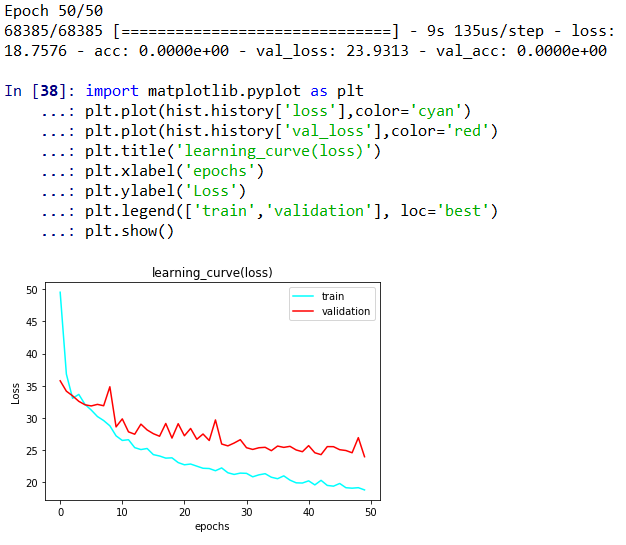 Epoch 50/50
68385/68385 [==============================] - 9s 135us/step - loss:
18.7576 - acc: 0.0000e+00 - val_loss: 23.9313 - val_acc: 0.0000e+00
In [38]: import matplotlib.pyplot as plt
...: plt.plot(hist.history['loss'],color='cyan')
...: plt.plot(hist.history['val_loss'],color='red')
...: plt.title('learning_curve(loss)')
...: plt.xlabel('epochs')
...: plt.ylabel('Loss')
...: plt.legend(['train','validation'], loc='best')
...: plt.show()
learning_curve(loss)
train
validation
50
45
40
35
30
25
20
Loss
0 10 20 30 40 50
epochs